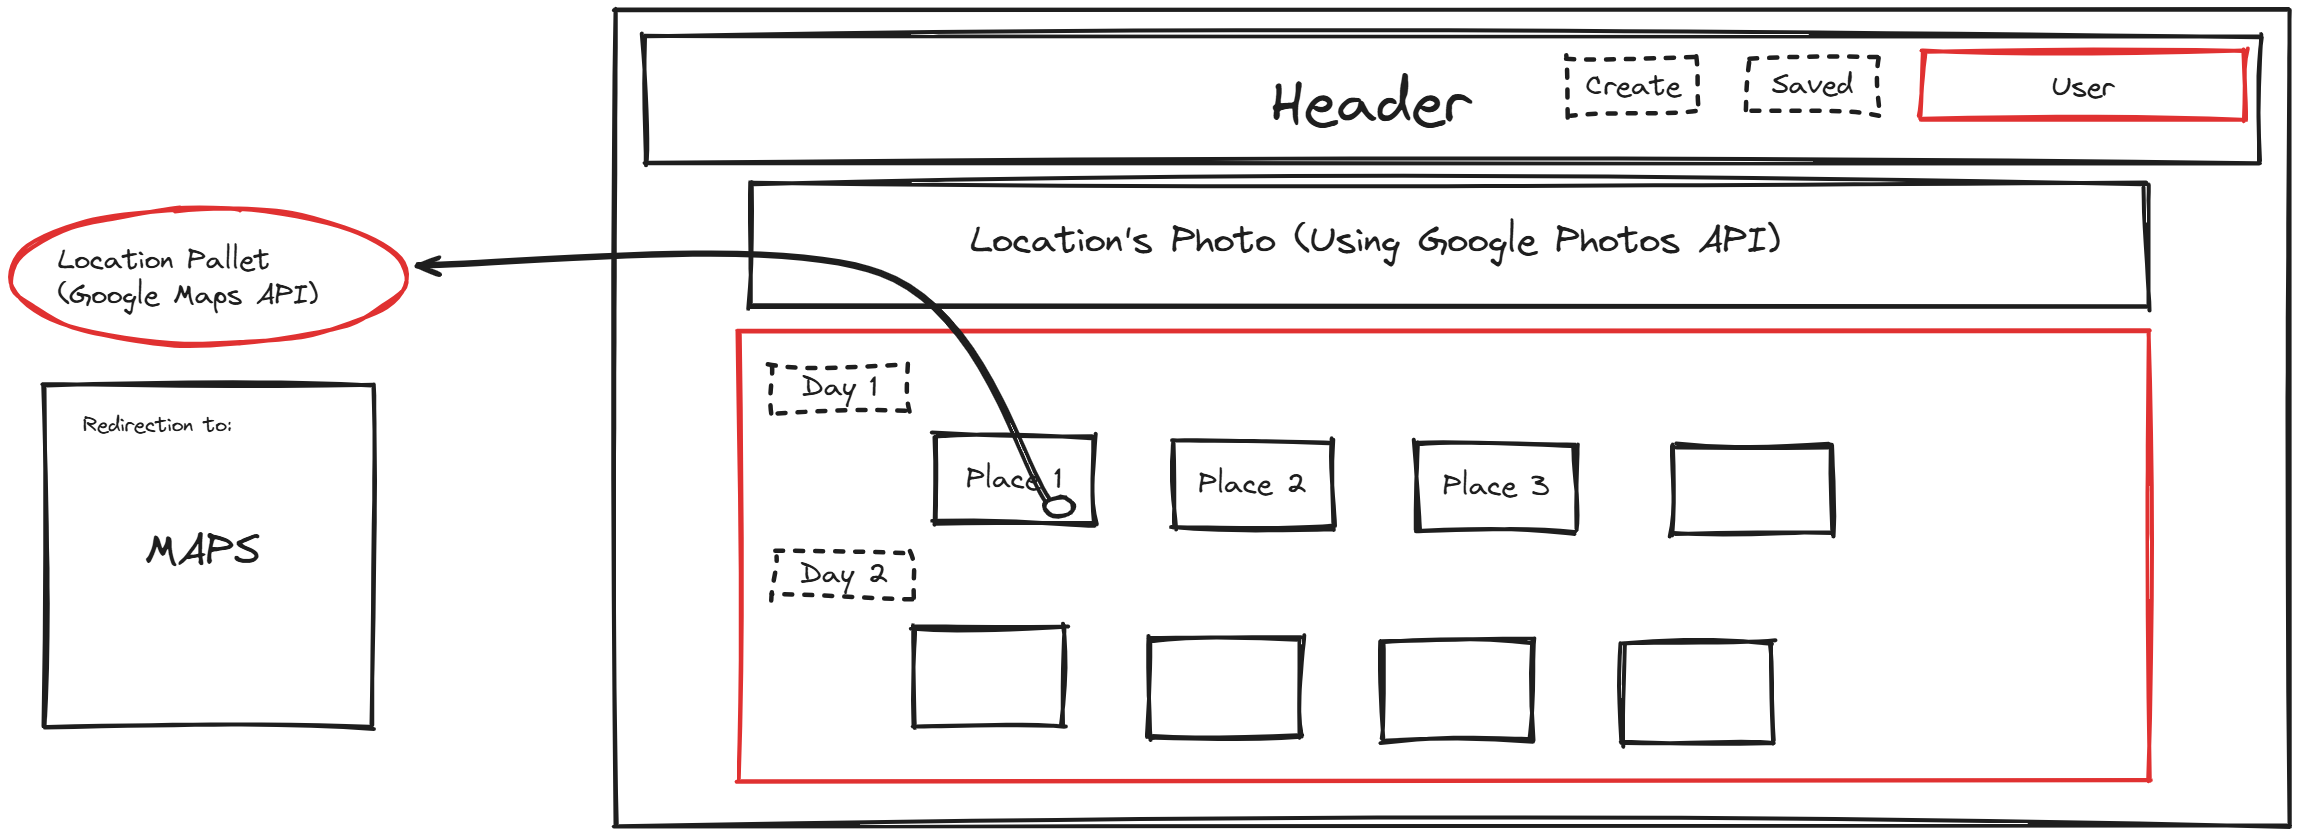 Header
Create
Saved
User
Location's Photo (Using Google Photos API)
Location Pallet
(Google Maps API)
Redirection to:
MAPS
Day 1
Place 1
Place 2
Place 3
Day 2